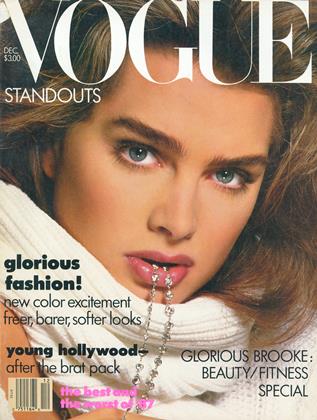 VOGUE
DEC
$3.00
STANDOUTS
glorious
fashion!
new color excitement
freer, barer, softer looks
young hollywood—
after the brat pack
the best and
the worst of '87
GLORIOUS BROOKE:
BEAUTY/FITNESS
SPECIAL